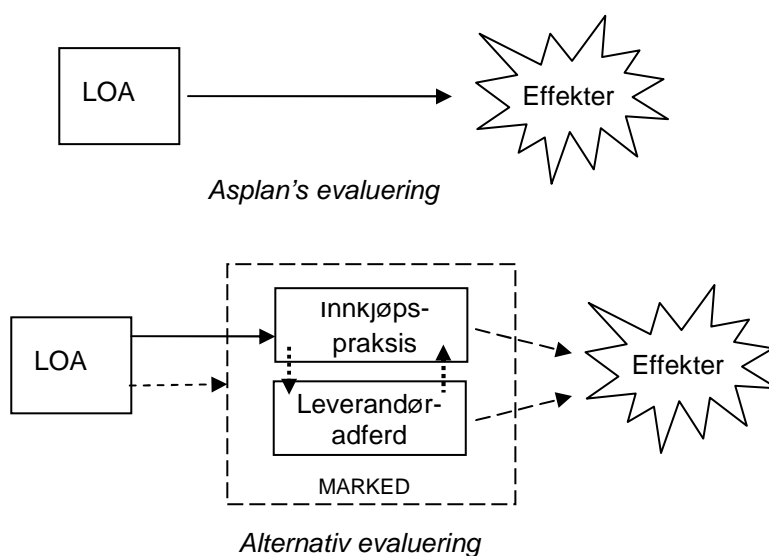 LOA
Effekter
Asplan's evaluering
LOA
Innkjøps-
praksis
Leverandør-
adferd
MARKED
Effekter
Alternativ evaluering